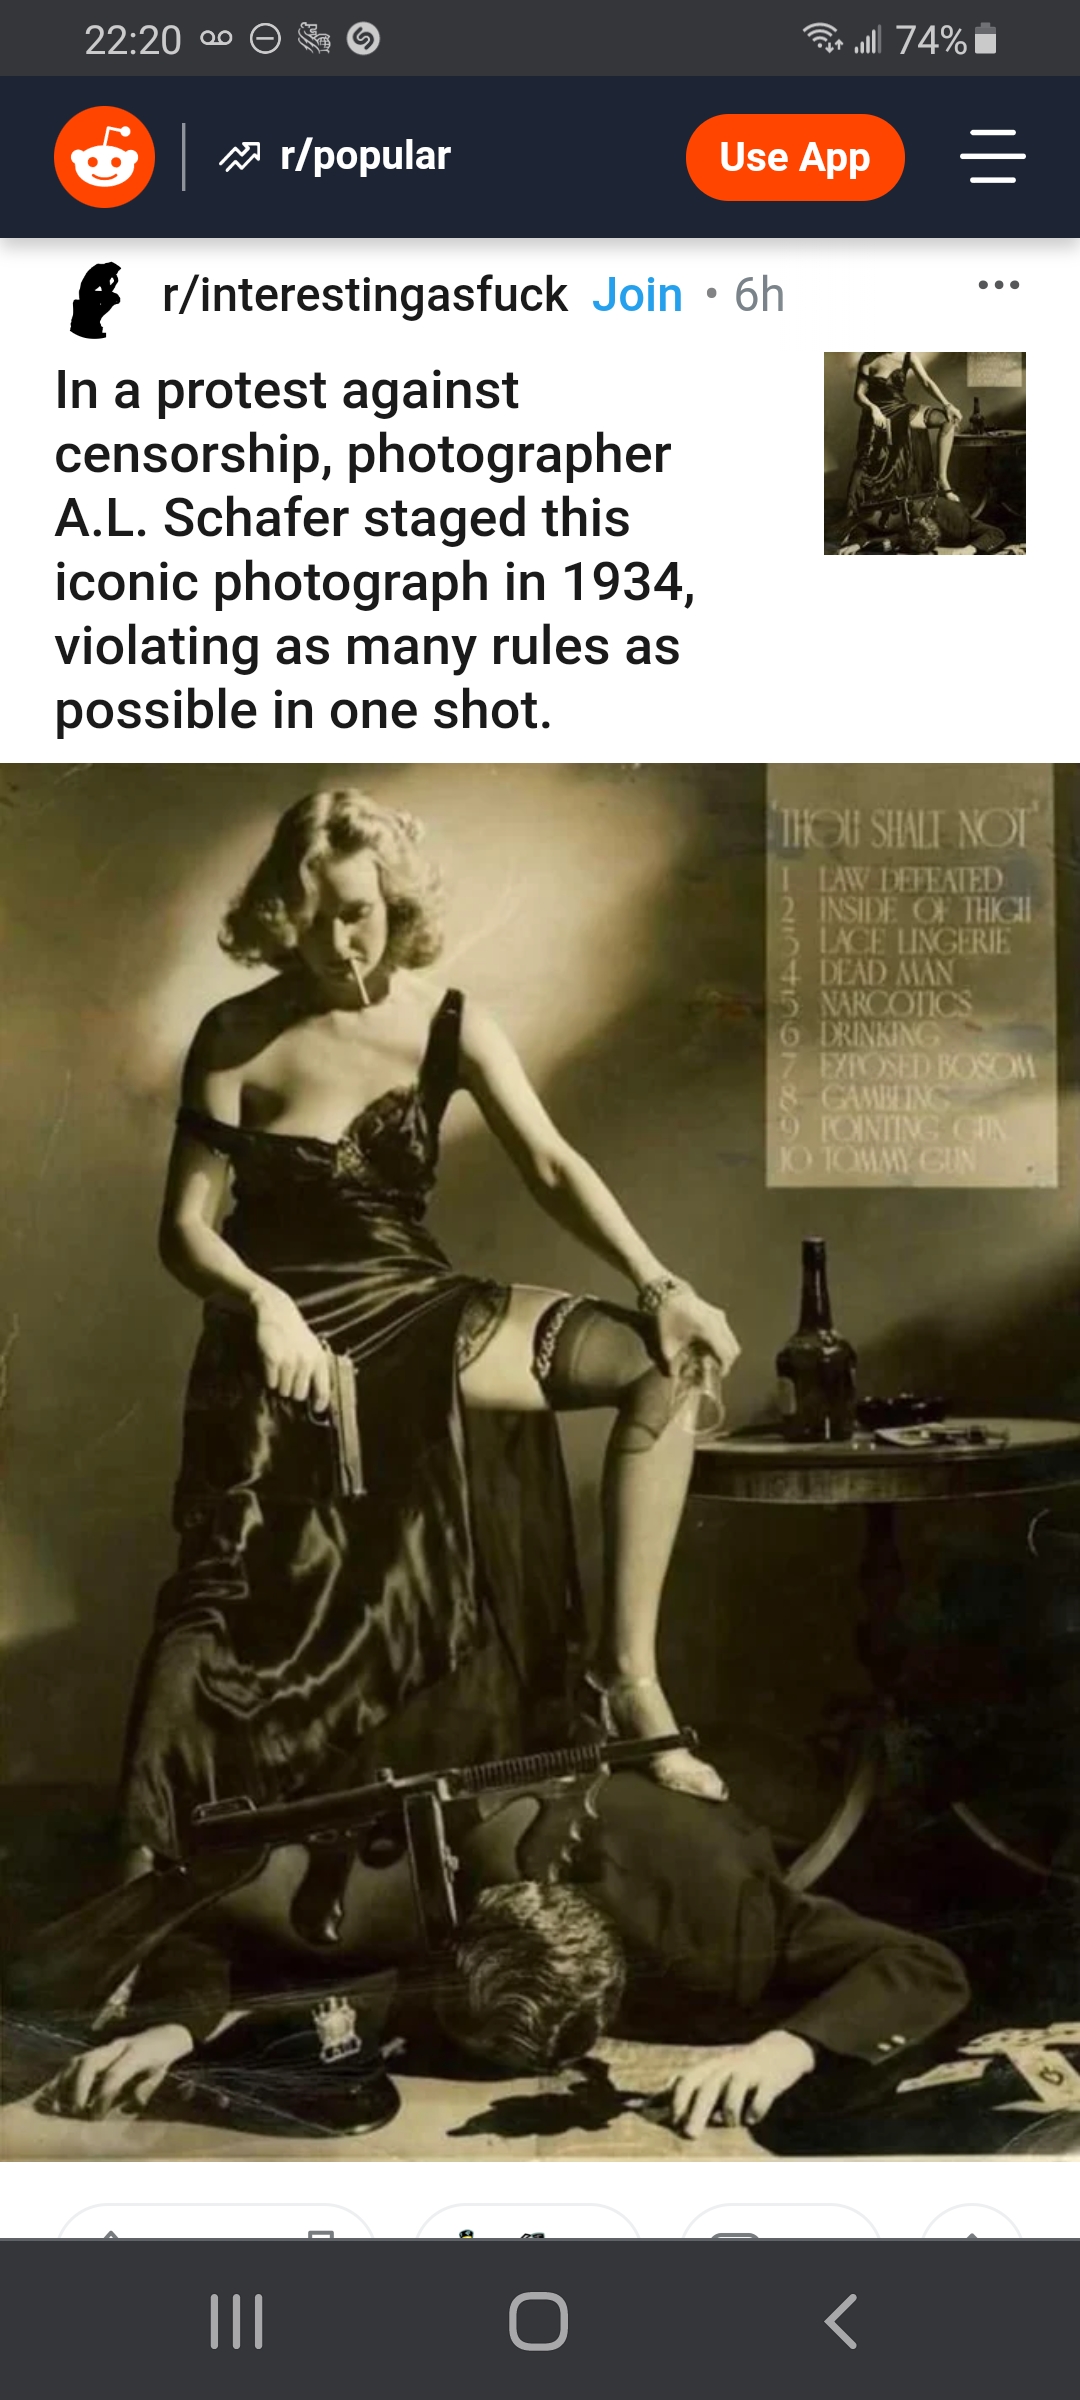 22:20
74%
r/popular
Use App
r/interestingasfuck Join • 6h
In a protest against
censorship, photographer
A.L. Schafer staged this
iconic photograph in 1934,
violating as many rules as
possible in one shot.
"THOU SHALT NOT"
1 LAW DEFEATED
2 INSIDE OF THIGH
3 LACE LINGERIE
4 DEAD MAN
5 NARCOTICS
6 DRINKING
7 EXPOSED BOSOM
8 GAMBLING
9 POINTING GUN
10 TOMMY GUN